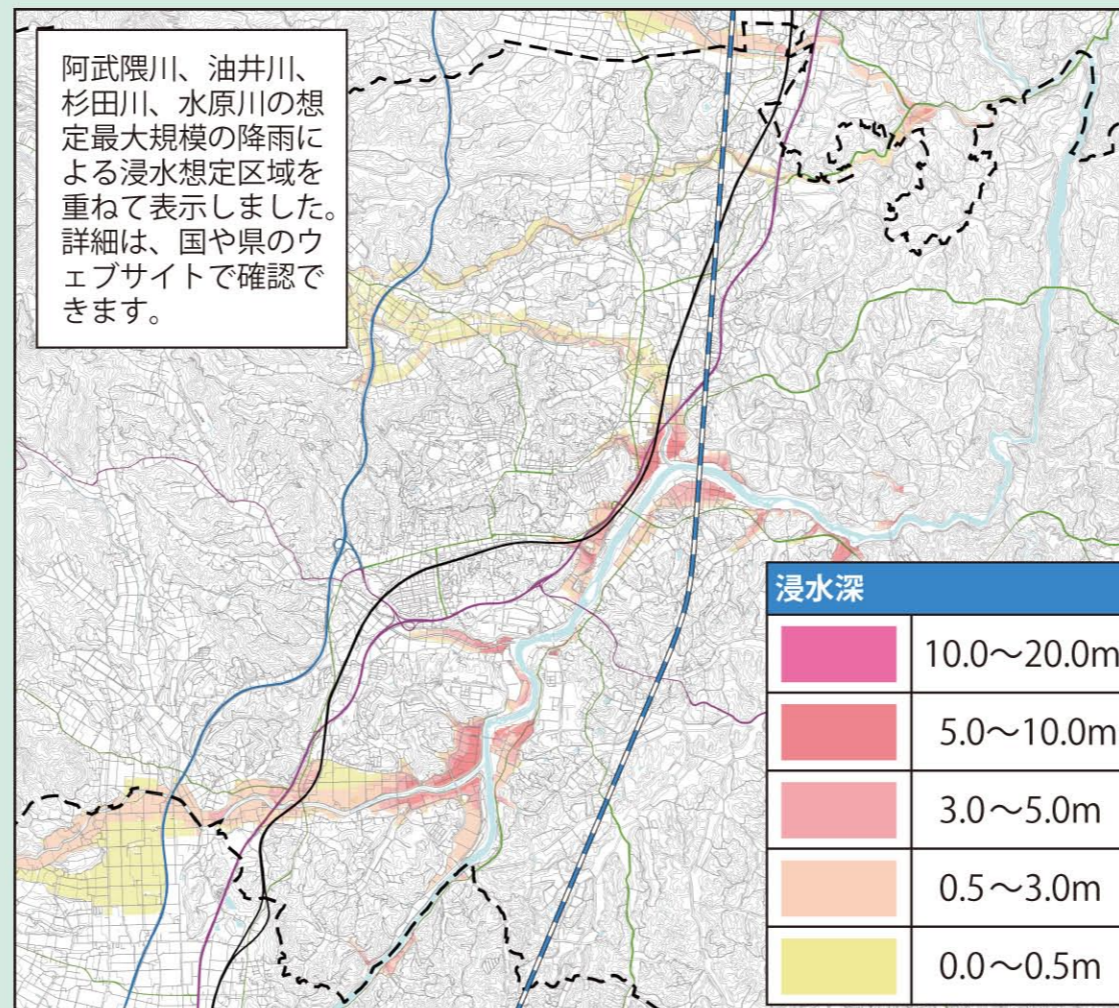 阿武隈川、油井川、
杉田川、水原川の想
定最大規模の降雨に
よる浸水想定区域を
重ねて表示しました。
詳細は、国や県のウ
ェブサイトで確認で
きます。
浸水深
10.0～20.0m
5.0～10.0m
3.0～5.0m
0.5～3.0m
0.0～0.5m